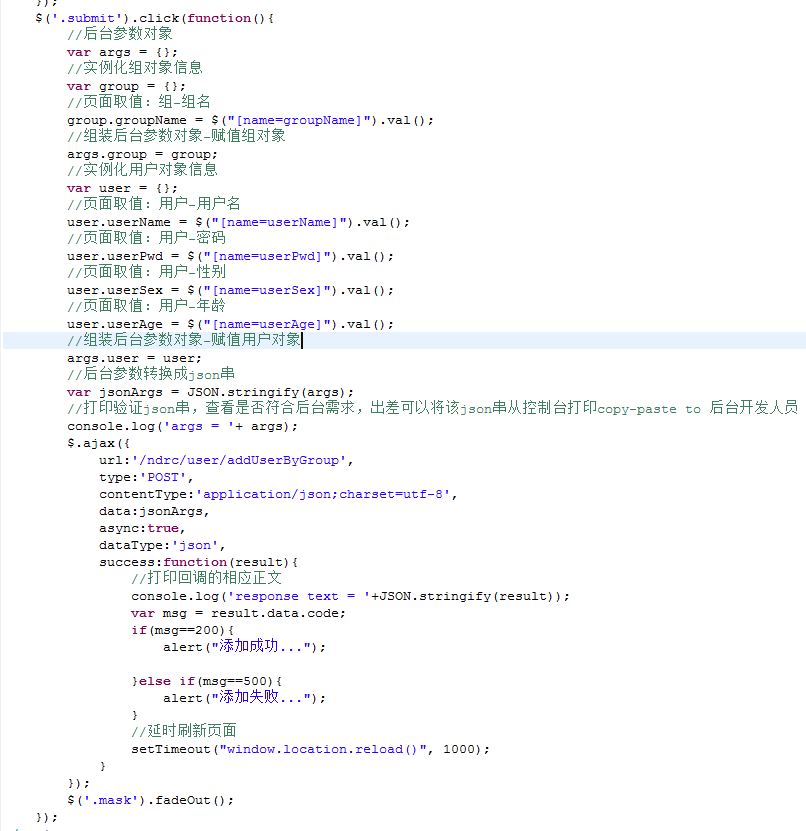 });
$('.submit').click(function(){
//后台参数对象
var args = {};
//实例化组对象信息
var group = {};
//页面取值：组-组名
group.groupName = $("[name=groupName]").val();
//组装后台参数对象-赋值组对象
args.group = group;
//实例化用户对象信息
var user = {};
//页面取值：用户-用户名
user.userName = $("[name=userName]").val();
//页面取值：用户-密码
user.userPwd = $("[name=userPwd]").val();
//页面取值：用户-性别
user.userSex = $("[name=userSex]").val();
//页面取值：用户-年龄
user.userAge = $("[name=userAge]").val();
//组装后台参数对象-赋值用户对象
args.user = user;
//后台参数转换成json串
var jsonArgs = JSON.stringify(args);
//打印验证json串，查看是否符合后台需求，出差可以将该json串从控制台打印copy-paste to 后台开发人员
console.log('args = '+ args);
$.ajax({
url:'/ndrc/user/addUserByGroup',
type:'POST',
contentType:'application/json;charset=utf-8',
data:jsonArgs,
async:true,
dataType:'json',
success:function(result){
//打印回调的相应正文
console.log('response text = '+JSON.stringify(result));
var msg = result.data.code;
if(msg==200){
alert("添加成功...");
}else if(msg==500){
alert("添加失败...");
}
//延时刷新页面
setTimeout("window.location.reload()", 1000);
}
});
$('.mask').fadeOut();
});